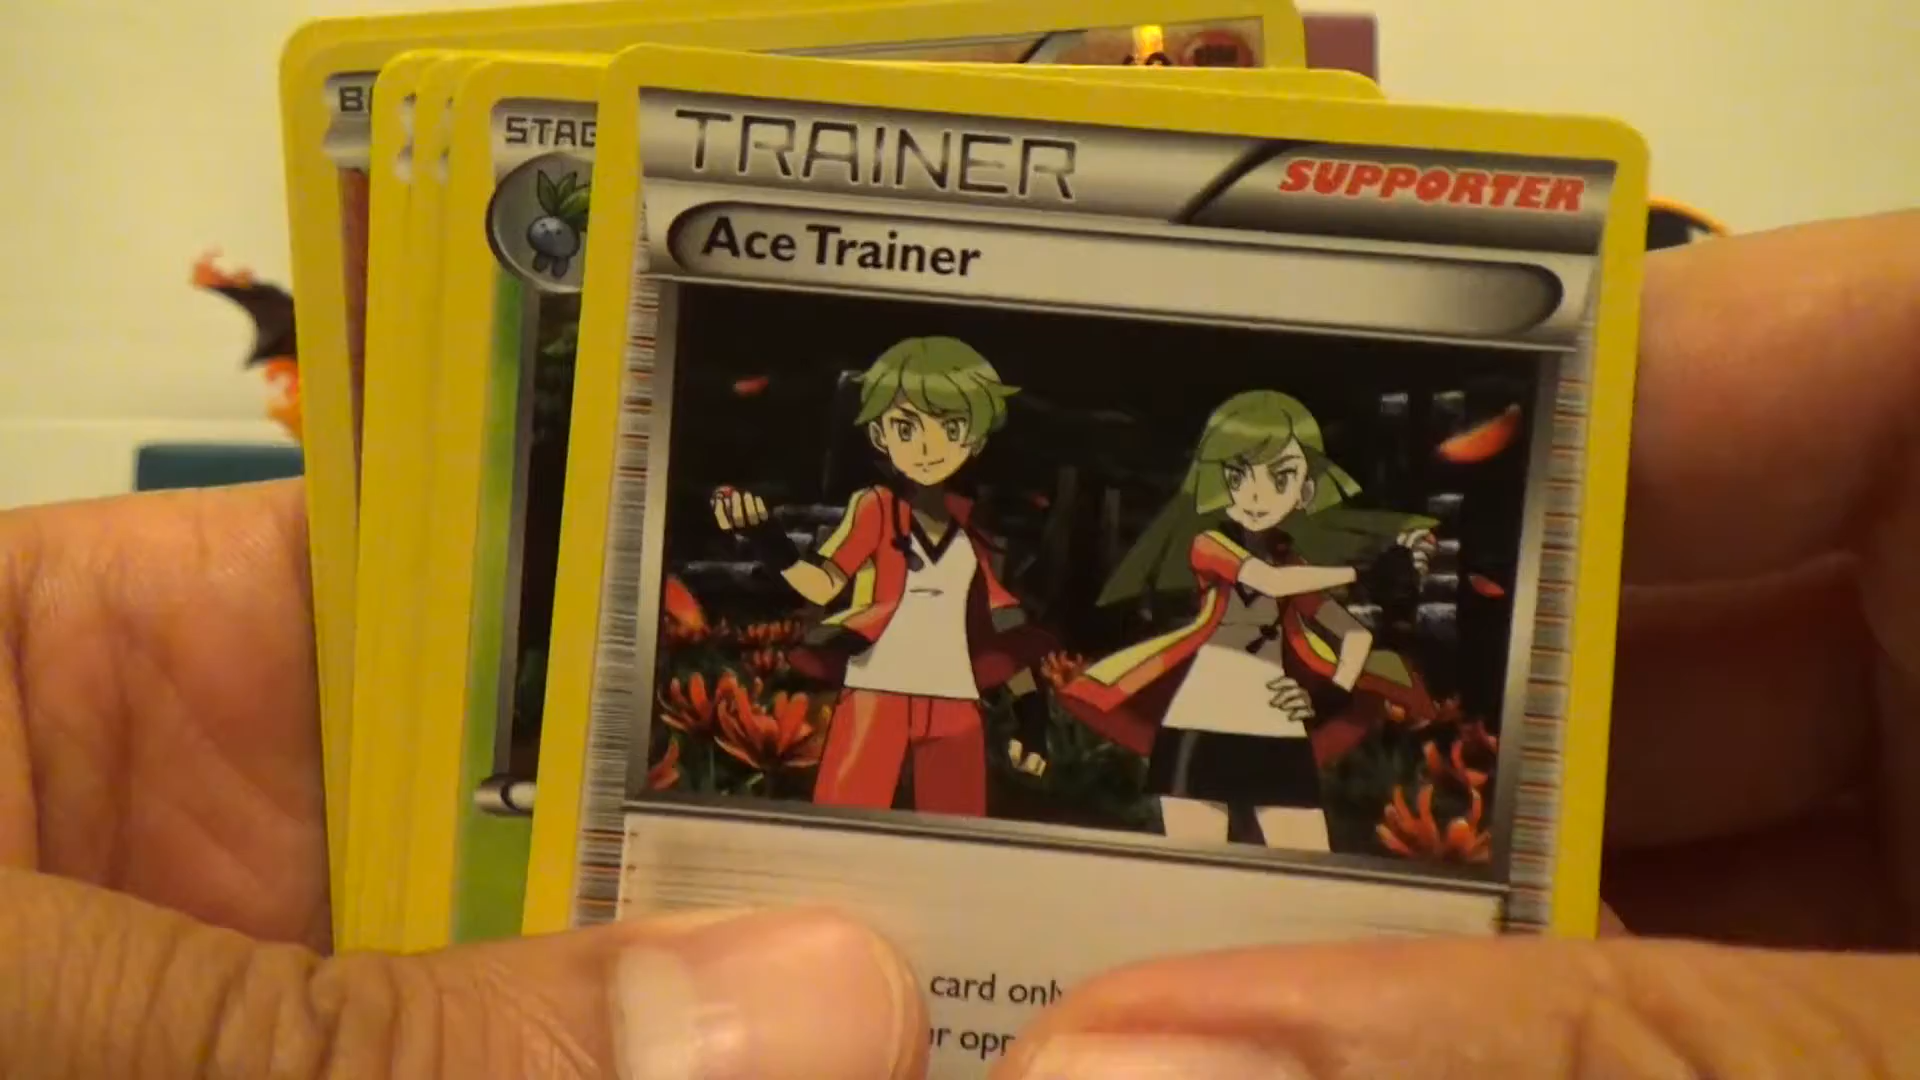 B
STAG
TRAINER
SUPPORTER
Ace Trainer
card only
ur opp